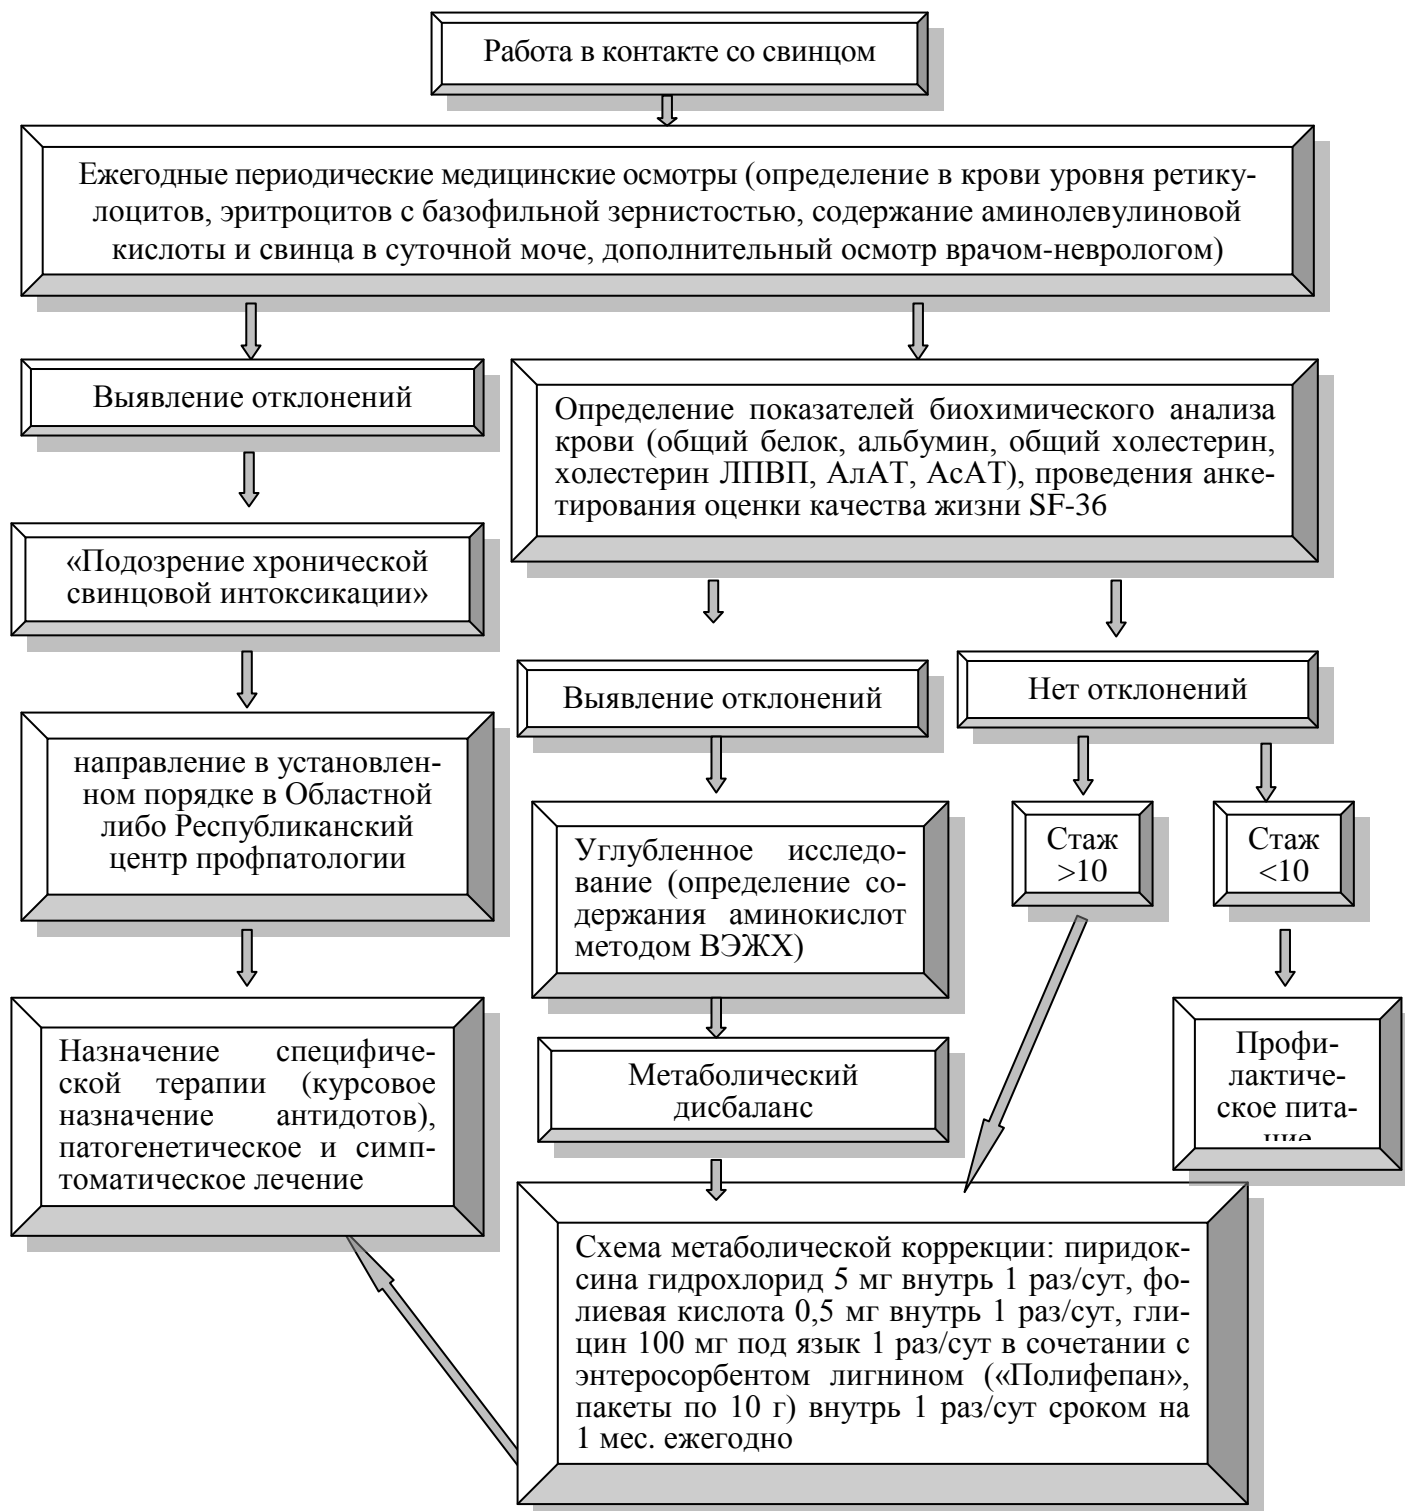 Работа в контакте со свинцом
Ежегодные периодические медицинские осмотры (определение в крови уровня ретику-
лоцитов, эритроцитов с базофильной зернистостью, содержание аминолевулиновой
кислоты и свинца в суточной моче, дополнительный осмотр врачом-неврологом)
Выявление отклонений
«Подозрение хронической
свинцовой интоксикации»
направление в установлен-
ном порядке в Областной
либо Республиканский
центр профпатологии
Назначение специфиче-
ской терапии (курсовое
назначение антидотов),
патогенетическое и симп-
томатическое лечение
Определение показателей биохимического анализа
крови (общий белок, альбумин, общий холестерин,
холестерин ЛПВП, АлАТ, АсАТ), проведения анке-
тирования оценки качества жизни SF-36
Выявление отклонений
Углубленное исследо-
вание (определение со-
держания аминокислот
методом ВЭЖХ)
Метаболический
дисбаланс
Нет отклонений
Стаж
>10
Стаж
<10
Профи-
лактиче-
ское пита-
ние
Схема метаболической коррекции: пиридок-
сина гидрохлорид 5 мг внутрь 1 раз/сут, фо-
лиевая кислота 0,5 мг внутрь 1 раз/сут, гли-
цин 100 мг под язык 1 раз/сут в сочетании с
энтеросорбентом лигнином («Полифепан»,
пакеты по 10 г) внутрь 1 раз/сут сроком на
1 мес. ежегодно